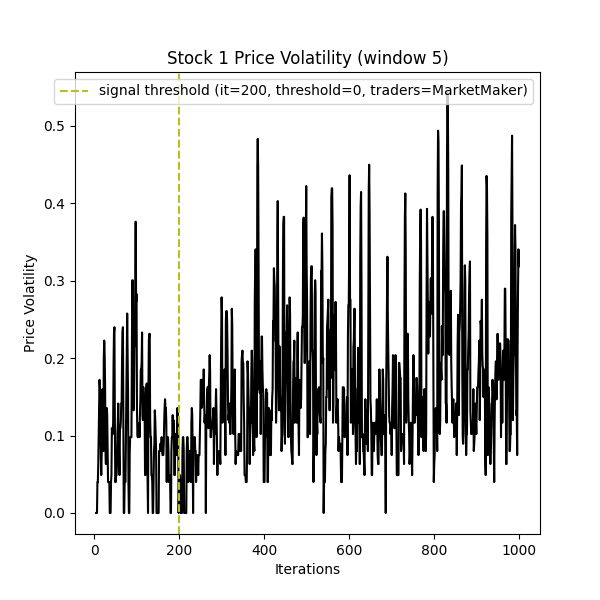 Stock 1 Price Volatility (window 5)
signal threshold (it=200, threshold=0, traders=MarketMaker)
0.5
0.4
0.3
0.2
0.1
0.0
Price Volatility
0 200 400 600 800 1000
Iterations